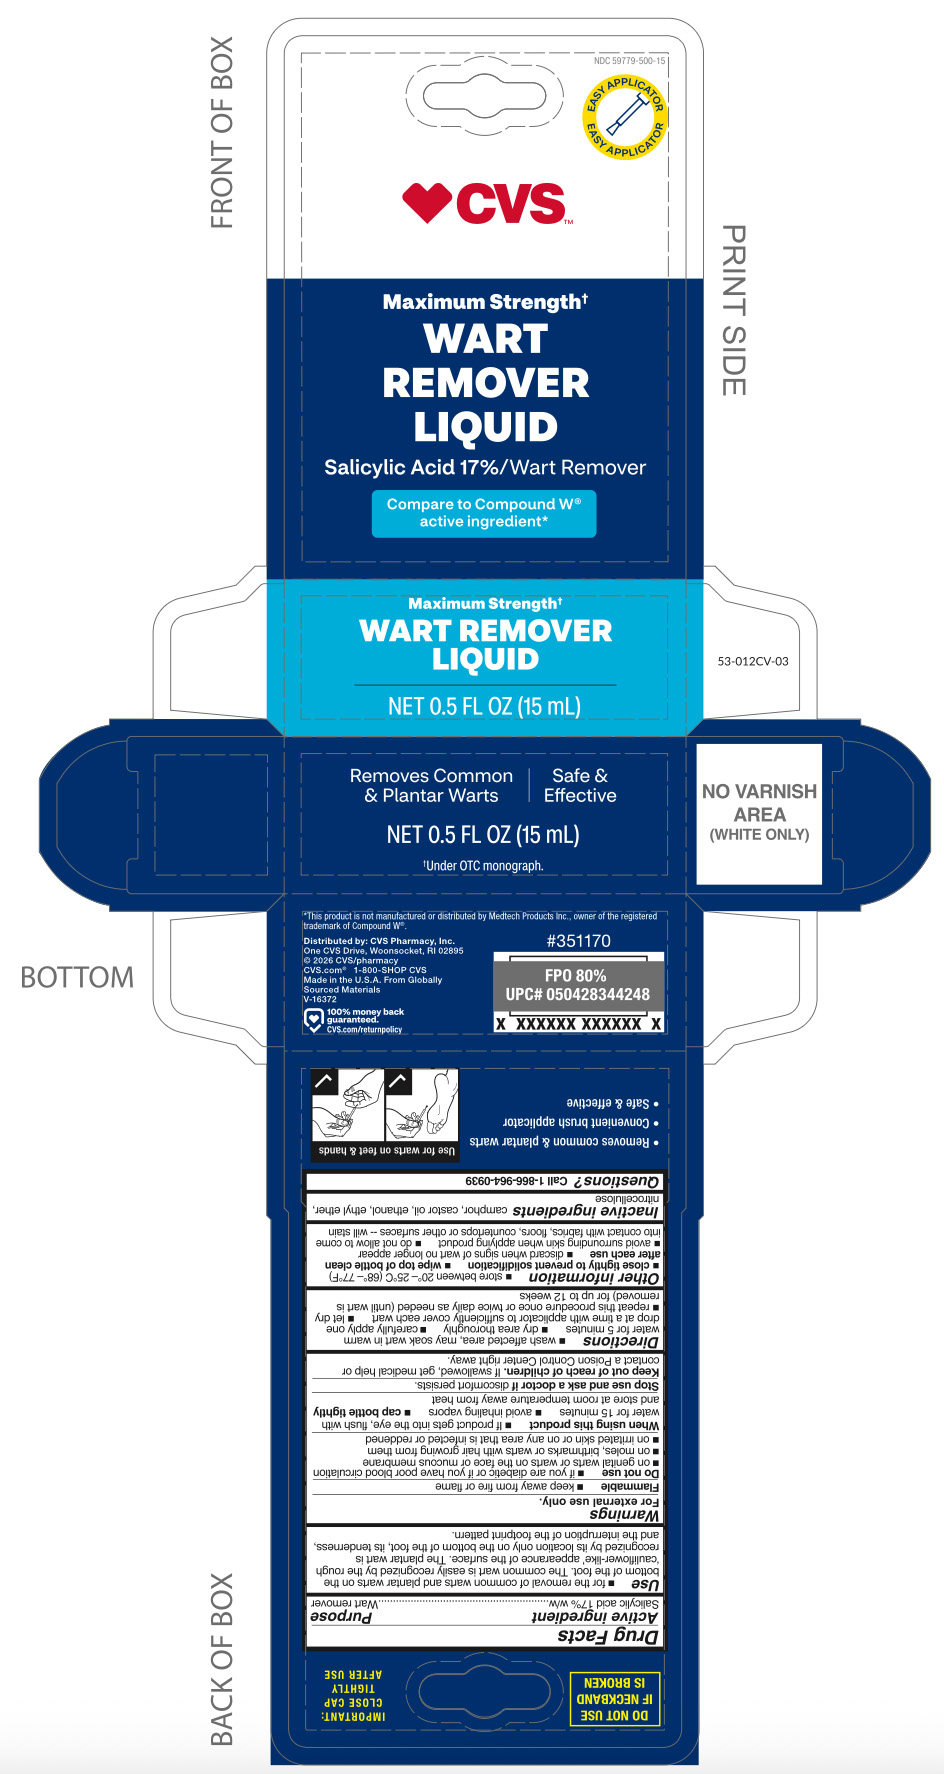 FRONT OF BOX
NDC 59779-500-15
EASY APPLICATOR
EASY APPLICATOR
CVS™
PRINT SIDE
Maximum Strength†
WART
REMOVER
LIQUID
Salicylic Acid 17%/Wart Remover
Compare to Compound W®
active ingredient*
Maximum Strength†
WART REMOVER
LIQUID
NET 0.5 FL OZ (15 mL)
53-012CV-03
Removes Common
& Plantar Warts
Safe &
Effective
NET 0.5 FL OZ (15 mL)
†Under OTC monograph.
NO VARNISH
AREA
(WHITE ONLY)
BOTTOM
*This product is not manufactured or distributed by Medtech Products Inc., owner of the registered
trademark of Compound W®.
Distributed by: CVS Pharmacy, Inc.
One CVS Drive, Woonsocket, RI 02895
© 2026 CVS/pharmacy
CVS.com® 1-800-SHOP CVS
Made in the U.S.A. From Globally
Sourced Materials
V-16372
100% money back
guaranteed.
CVS.com/returnpolicy
#351170
FPO 80%
UPC# 050428344248
X XXXXXX XXXXXX X
BACK OF BOX
DO NOT USE
IF NECKBAND
IS BROKEN
IMPORTANT:
CLOSE CAP
TIGHTLY
AFTER USE
Drug Facts
Active ingredient Purpose
Salicylic acid 17% w/w............................................................Wart remover
Use ■ for the removal of common warts and plantar warts on the
bottom of the foot. The common wart is easily recognized by the rough
'cauliflower-like' appearance of the surface. The plantar wart is
recognized by its location only on the bottom of the foot, its tenderness,
and the interruption of the footprint pattern.
Warnings
For external use only.
Flammable ■ keep away from fire or flame
Do not use ■ if you are diabetic or if you have poor blood circulation
■ on genital warts or warts on the face or mucous membrane
■ on moles, birthmarks or warts with hair growing from them
■ on irritated skin or on any area that is infected or reddened
When using this product ■ If product gets into the eye, flush with
water for 15 minutes ■ avoid inhaling vapors ■ cap bottle tightly
and store at room temperature away from heat
Stop use and ask a doctor if discomfort persists.
Keep out of reach of children. If swallowed, get medical help or
contact a Poison Control Center right away.
Directions ■ wash affected area, may soak wart in warm
water for 5 minutes ■ dry area thoroughly ■ carefully apply one
drop at a time with applicator to sufficiently cover each wart ■ let dry
■ repeat this procedure once or twice daily as needed (until wart is
removed) for up to 12 weeks
Other information ■ store between 20°– 25°C (68°– 77°F)
■ close tightly to prevent solidification ■ wipe top of bottle clean
after each use ■ discard when signs of wart no longer appear
■ avoid surrounding skin when applying product ■ do not allow to come
into contact with fabrics, floors, countertops or other surfaces -- will stain
Inactive ingredients camphor, castor oil, ethanol, ethyl ether,
nitrocellulose
Questions? Call 1-866-964-0939
• Removes common & plantar warts
• Convenient brush applicator
• Safe & effective
Use for warts on feet & hands